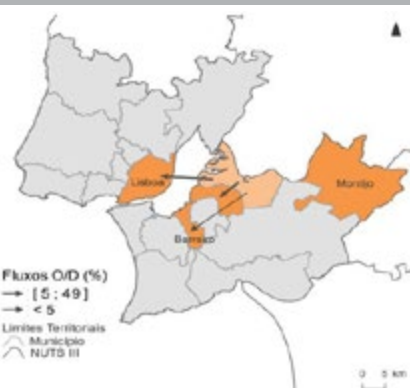 Lisboa
Montijo
Barreiro
Fluxos O/D (%)
[5 : 49]
< 5
Limites Territoriais
Município
NUTS III
0 5 km